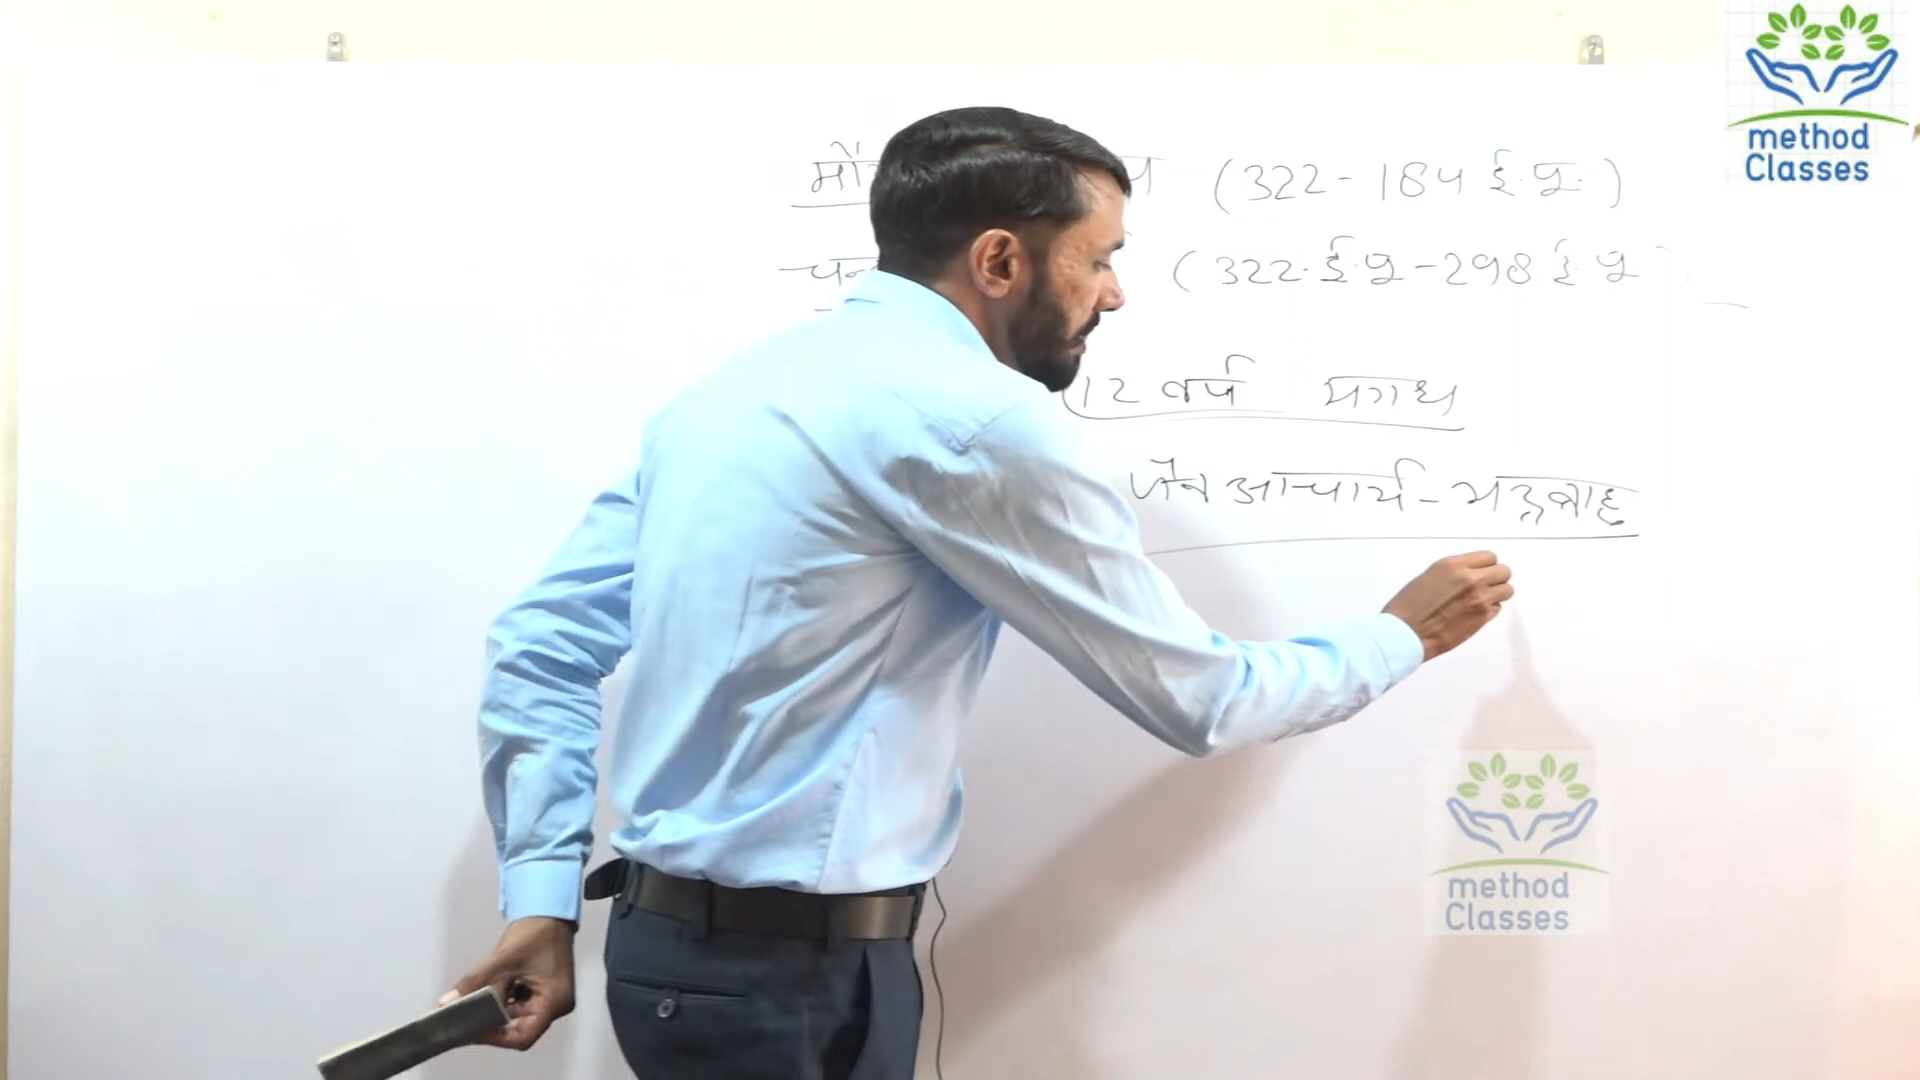 method
Classes
(322 - 184 ई.पू.)
(322 ई.पू - 298 ई पू
12 वर्ष मगध
जैन आचार्य - भद्रबाहु
method
Classes